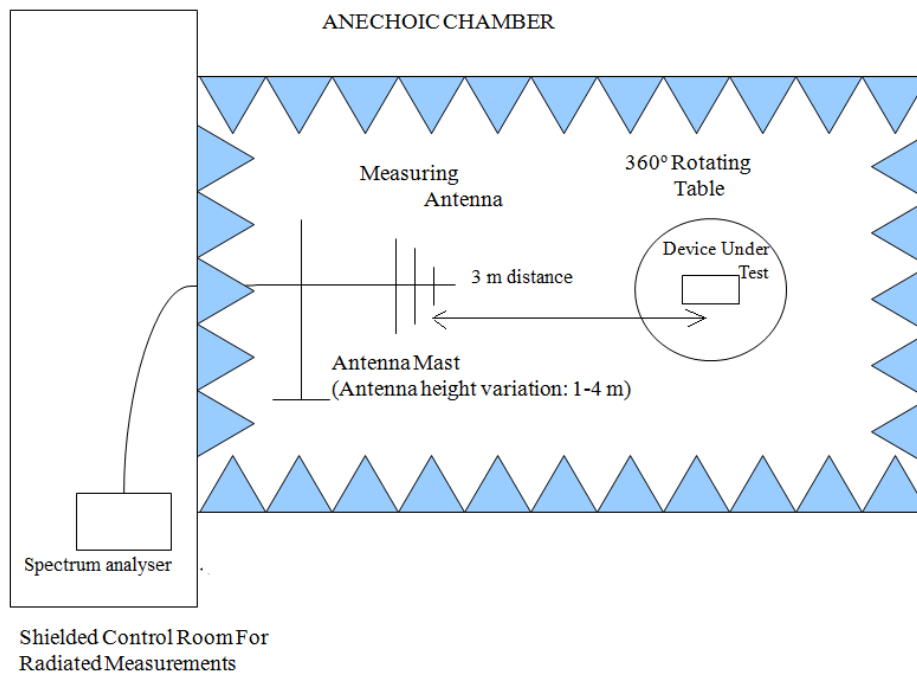 ANECHOIC CHAMBER
Measuring
Antenna
360º Rotating
Table
Device Under
Test
3 m distance
Antenna Mast
(Antenna height variation: 1-4 m)
Spectrum analyser
Shielded Control Room For
Radiated Measurements